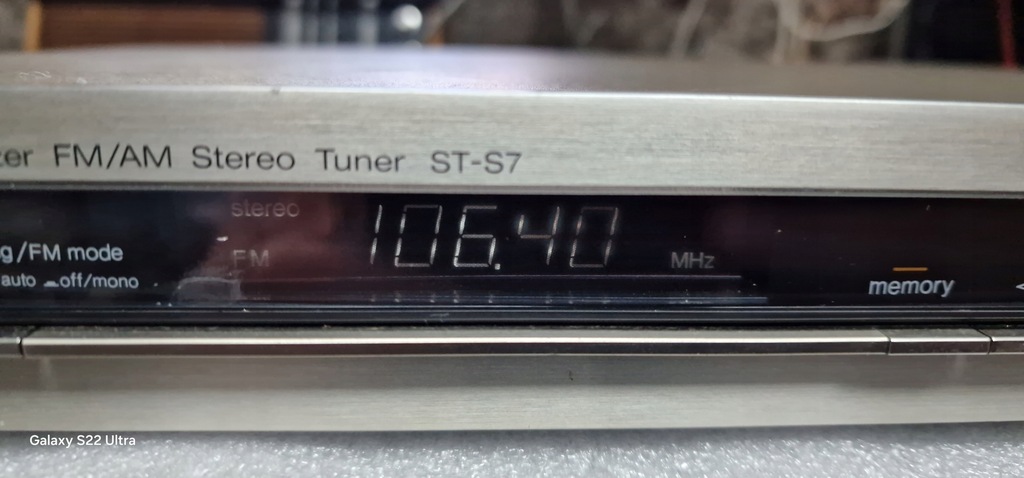 zer FM/AM Stereo Tuner ST-S7
stereo
106.40
g/FM mode
FM
MHz
auto off/mono
memory
Galaxy S22 Ultra